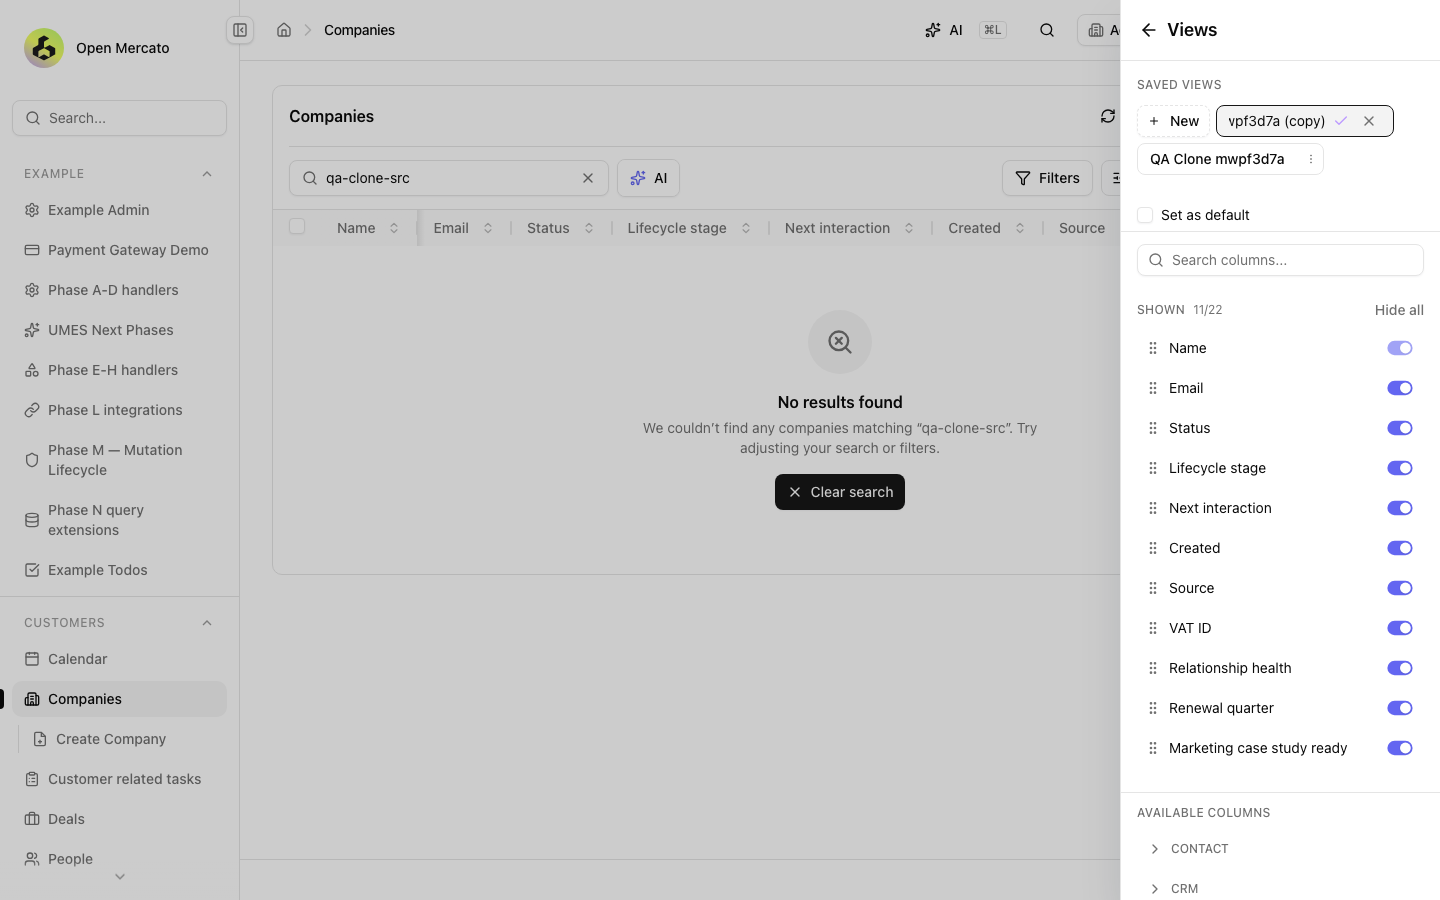 Open Mercato
Search...
EXAMPLE
Example Admin
Payment Gateway Demo
Phase A-D handlers
UMES Next Phases
Phase E-H handlers
Phase L integrations
Phase M — Mutation
Lifecycle
Phase N query
extensions
Example Todos
CUSTOMERS
Calendar
Companies
Create Company
Customer related tasks
Deals
People
Companies
AI ⌘L
Companies
qa-clone-src
AI
Filters
Name Email Status Lifecycle stage Next interaction Created Source
No results found
We couldn’t find any companies matching “qa-clone-src”. Try
adjusting your search or filters.
Clear search
Views
SAVED VIEWS
New
vpf3d7a (copy)
QA Clone mwpf3d7a
Set as default
Search columns...
SHOWN 11/22 Hide all
Name
Email
Status
Lifecycle stage
Next interaction
Created
Source
VAT ID
Relationship health
Renewal quarter
Marketing case study ready
AVAILABLE COLUMNS
CONTACT
CRM